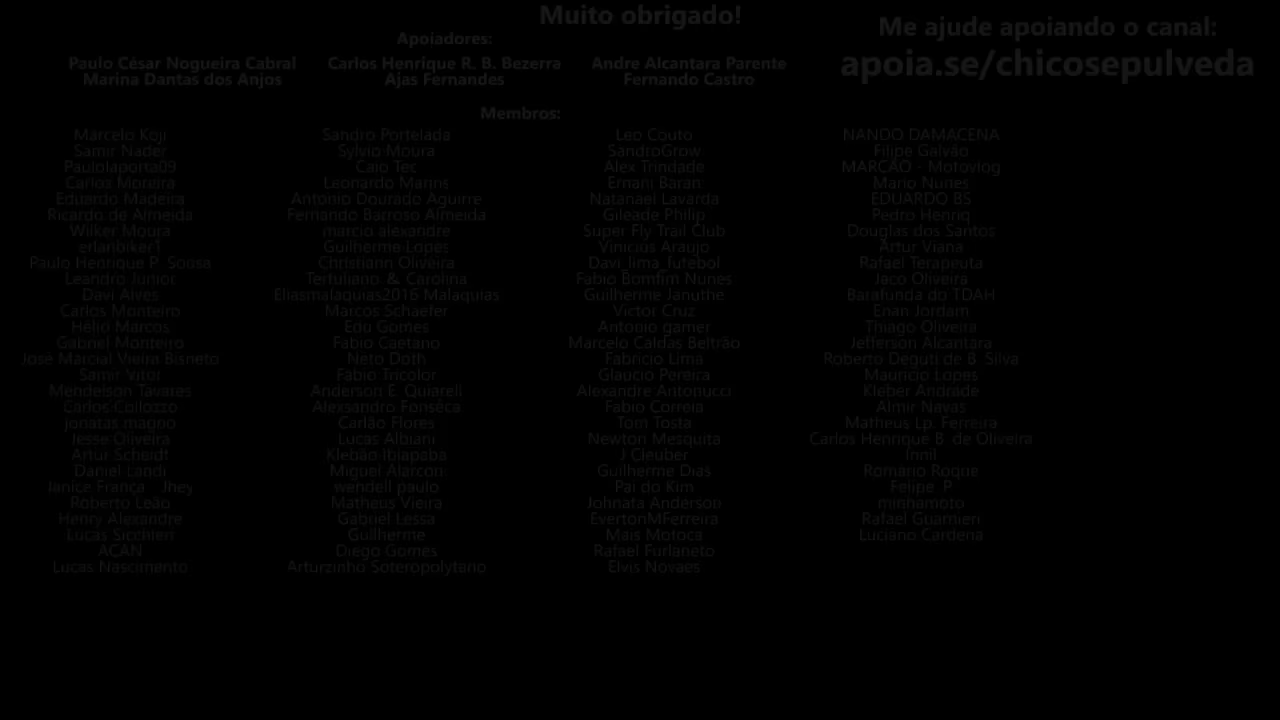 Muito obrigado!
Me ajude apoiando o canal:
apoia.se/chicosepulveda
Apoiadores:
Paulo César Nogueira Cabral
Marina Dantas dos Anjos
Carlos Henrique R. B. Bezerra
Ajas Fernandes
Andre Alcantara Parente
Fernando Castro
Membros:
Marcelo Koji
Samir Nader
Paulolaporta09
Carlos Moreira
Eduardo Madeira
Ricardo de Almeida
Wilker Moura
erlanbiker1
Paulo Henrique P. Sousa
Leandro Junior
Davi Alves
Carlos Monteiro
Hélio Marcos
Gabriel Monteiro
José Marcial Vieira Bisneto
Samir Vitor
Mendelson Tavares
Carlos Collozzo
jonatas magno
Jesse Oliveira
Artur Scheidt
Daniel Landi
Janice França Jhey
Roberto Leão
Henry Alexandre
Lucas
ACAN
Lucas Nascimento
Sandro Portelada
Sylvio Moura
Caio Tec
Leonardo Marins
Antonio Dourado Aguirre
Fernando Barroso Almeida
marcio alexandre
Guilherme Lopes
Christiann Oliveira
Tertuliano & Carolina
Eliasmalaquias2016 Malaquias
Marcos Schaefer
Edu Gomes
Fabio Caetano
Neto Doth
Fabio Tricolor
Anderson E. Quiareli
Alexsandro Fonsêca
Carlão Flores
Lucas Albiani
Klebão Ibiapaba
Miguel Alarcon
wendell paulo
Matheus Vieira
Gabriel Lessa
Guilherme
Diego Gomes
Arturzinho Soteropolytano
Leo Couto
SandroGrow
Alex Trindade
Ernani Baran
Natanael Lavarda
Gileade Philip
Super Fly Trail Club
Vinicius Araujo
Davi_lima_futebol
Fabio Bomfim Nunes
Guilherme Januthe
Victor Cruz
Antonio gamer
Marcelo Caldas Beltrão
Fabricio Lima
Glaucio Pereira
Alexandre Antonucci
Fabio Correia
Tom Tosta
Newton Mesquita
J Cleuber
Guilherme Dias
Pai do Kim
Johnata Anderson
EvertonMFerreira
Mais Motoca
Rafael Furlaneto
Elvis Novaes
NANDO DAMACENA
Filipe Galvão
MARCÃO - Motovlog
Mario Nunes
EDUARDO BS
Pedro Henriq
Douglas dos Santos
Artur Viana
Rafael Terapeuta
Jaco Oliveira
Barafunda do TDAH
Enan Jordam
Thiago Oliveira
Jefferson Alcantara
Roberto Deguti de B. Silva
Mauricio Lopes
Kleber Andrade
Almir Navas
Matheus Lp. Ferreira
Carlos Henrique B. de Oliveira
Romário Roque
Felipe P
minhamoto
Rafael Guarnieri
Luciano Cardena